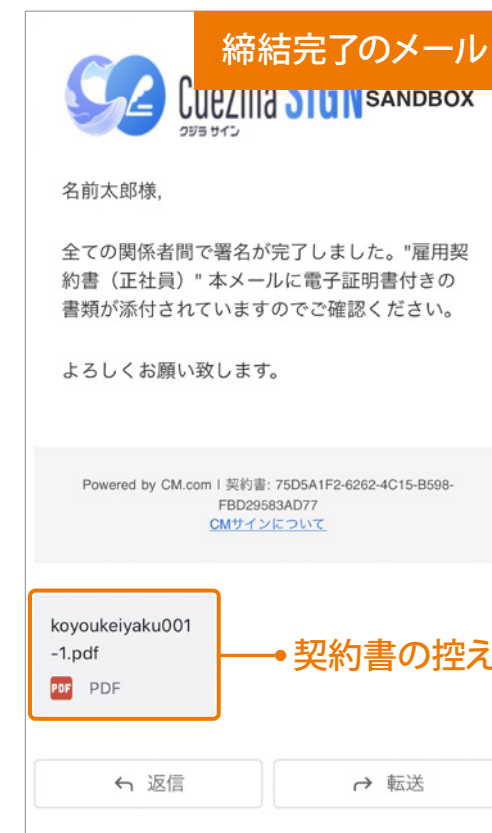 締結完了のメール
Cuezilla SIGN SANDBOX
クジラ サイン
名前太郎様,
全ての関係者間で署名が完了しました。"雇用契
約書（正社員）" 本メールに電子証明書付きの
書類が添付されていますのでご確認ください。
よろしくお願い致します。
Powered by CM.com | 契約書: 75D5A1F2-6262-4C15-B598-
FBD29583AD77
CMサインについて
koyoukeiyaku001
-1.pdf
PDF PDF
契約書の控え
返信
転送